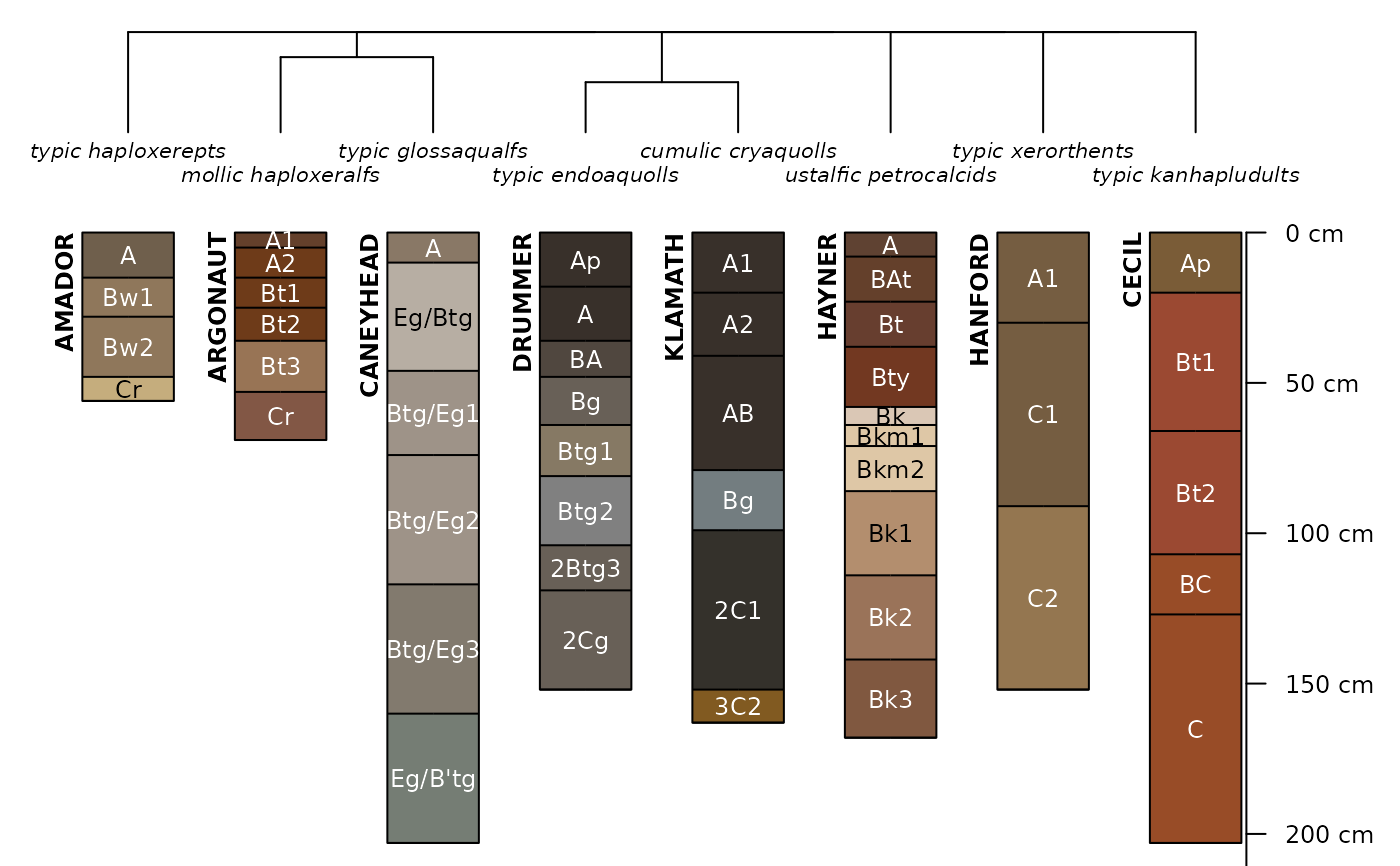 typic haploxerepts
typic glossaqualfs
cumulic cryaquolls
typic xerorthents
mollic haploxeralfs
typic endoaquolls
ustalfic petrocalcids
typic kanhapludults
AMADOR
A
Bw1
Bw2
Cr
ARGONAUT
A1
A2
Bt1
Bt2
Bt3
Cr
CANEYHEAD
A
Eg/Btg
Btg/Eg1
Btg/Eg2
Btg/Eg3
Eg/B'tg
DRUMMER
Ap
A
BA
Bg
Btg1
Btg2
2Btg3
2Cg
KLAMATH
A1
A2
AB
Bg
2C1
3C2
HAYNER
A
BAt
Bt
Bty
Bk
Bkm1
Bkm2
Bk1
Bk2
Bk3
HANFORD
A1
C1
C2
CECIL
Ap
Bt1
Bt2
BC
C
0 cm
50 cm
100 cm
150 cm
200 cm